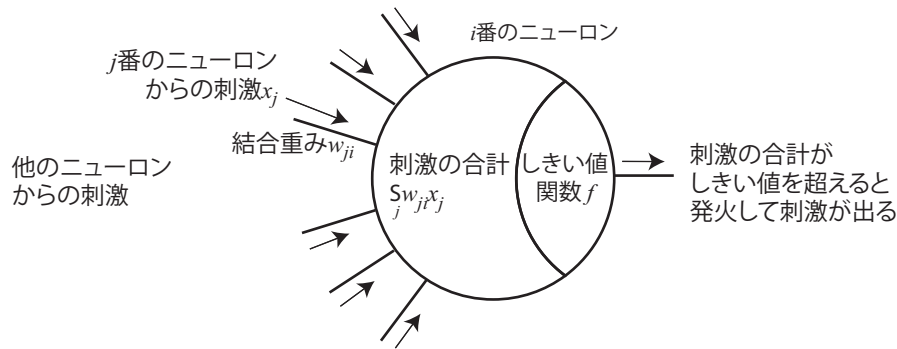 i番のニューロン
j番のニューロン
からの刺激xj
結合重みwji
他のニューロン
からの刺激
刺激の合計
Swjixj
j
しきい値
関数f
刺激の合計が
しきい値を超えると
発火して刺激が出る